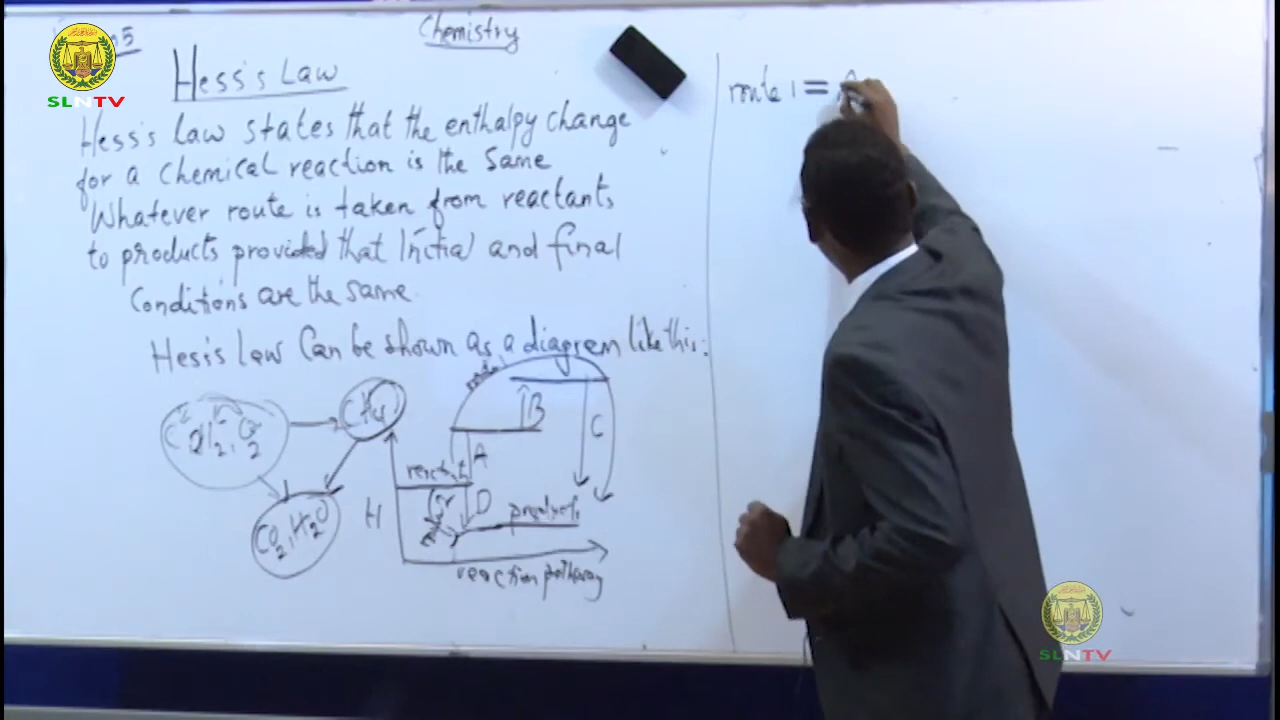 SLNTV
5
Chemistry
Hess's Law
Hess's law states that the enthalpy change
for a chemical reaction is the same
Whatever route is taken from reactants
to products provided that Initial and final
Conditions are the same.
Hess's law Can be shown as a diagram like this:
B
C
A
reactant
D
H
products
CO2, H2O
reaction pathway
route 1 =
SLNTV